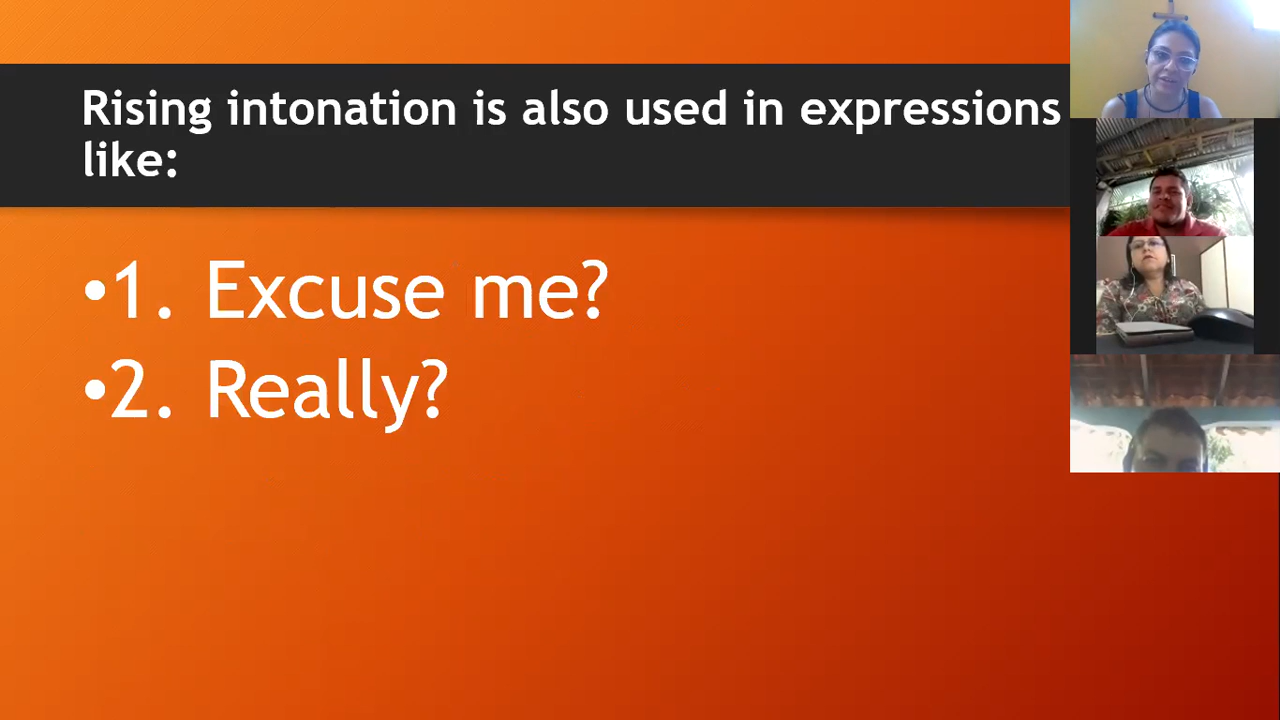 Rising intonation is also used in expressions
like:
•1. Excuse me?
•2. Really?